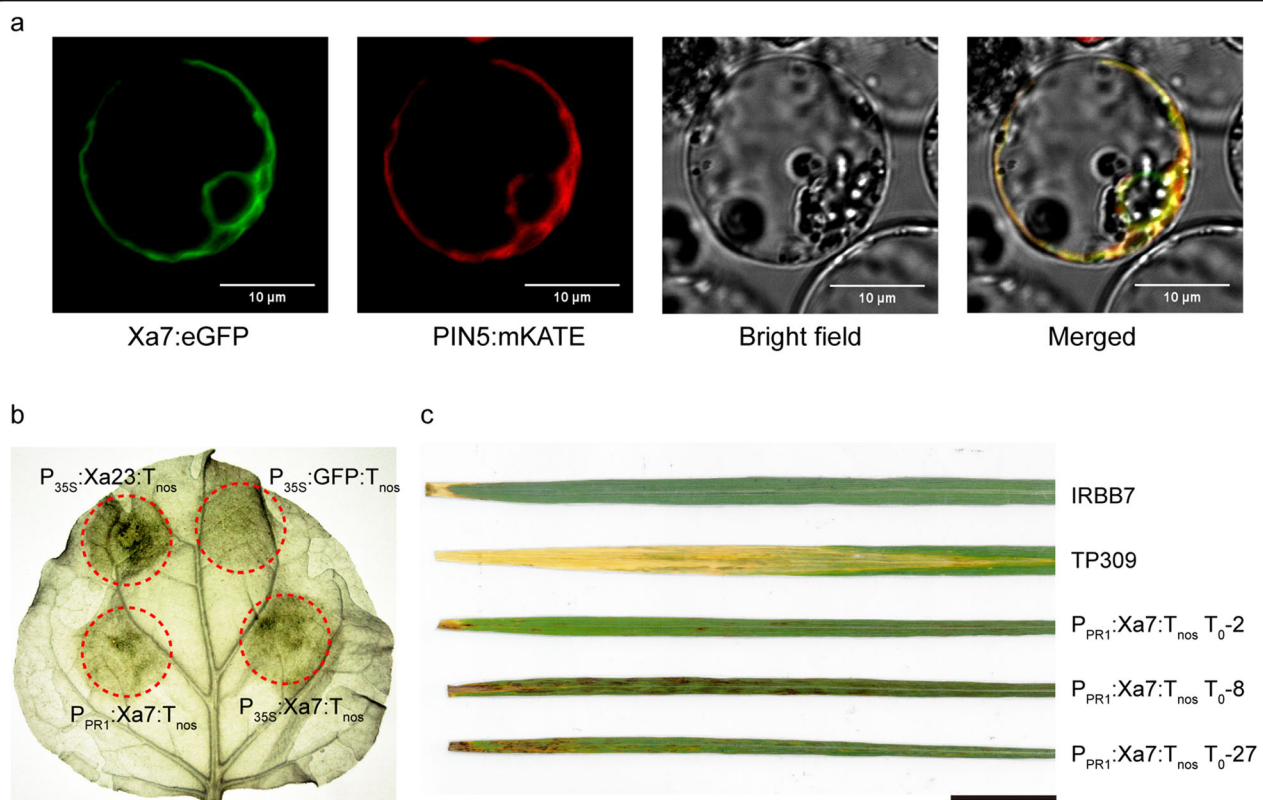 a
10 µm
10 µm
10 µm
10 µm
Xa7:eGFP
PIN5:mKATE
Bright field
Merged
b
c
P35S:Xa23:Tnos
P35S:GFP:Tnos
PPR1:Xa7:Tnos
P35S:Xa7:Tnos
IRBB7
TP309
PPR1:Xa7:Tnos T0-2
PPR1:Xa7:Tnos T0-8
PPR1:Xa7:Tnos T0-27